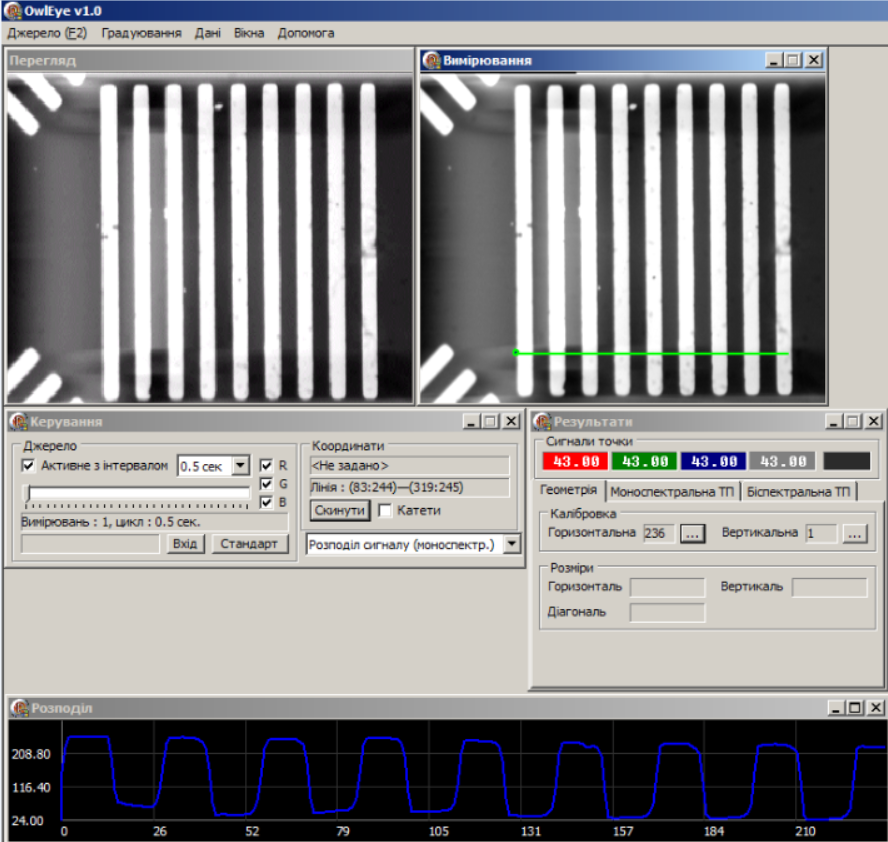 OwlEye v1.0
Джерело (F2) Градуювання Дані Вікна Допомога
Перегляд
Вимірювання
Керування
Джерело
Активне з інтервалом 0.5 сек
R
G
B
Вимірювань : 1, цикл : 0.5 сек.
Вхід Стандарт
Координати
<Не задано>
Лінія : (83:244)—(319:245)
Скинути Катети
Розподіл сигналу (моноспектр.)
Результати
Сигнали точки
43.00 43.00 43.00 43.00
Геометрія Моноспектральна ТП Біспектральна ТП
Калібровка
Горизонтальна 236 ... Вертикальна 1 ...
Розміри
Горизонталь Вертикаль
Діагональ
Розподіл
208.80
116.40
24.00
0 26 52 79 105 131 157 184 210